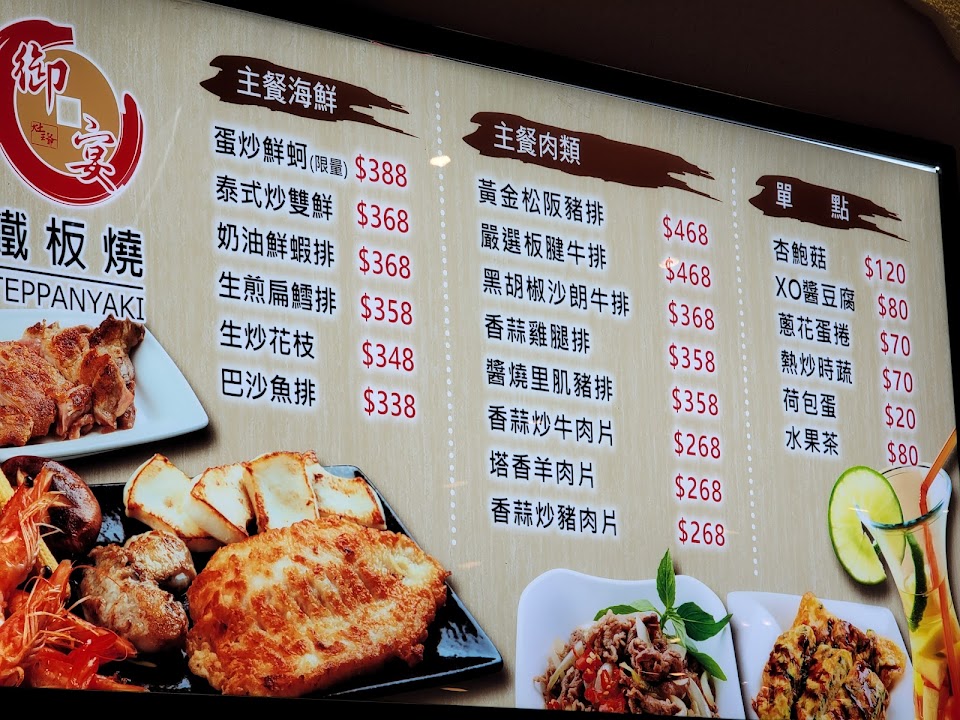 御宴
灶爸
鐵板燒
TEPPANYAKI
主餐海鮮
蛋炒鮮蚵(限量) $388
泰式炒雙鮮 $368
奶油鮮蝦排 $368
生煎扁鱈排 $358
生炒花枝 $348
巴沙魚排 $338
主餐肉類
黃金松阪豬排 $468
嚴選板腱牛排 $468
黑胡椒沙朗牛排 $368
香蒜雞腿排 $358
醬燒里肌豬排 $358
香蒜炒牛肉片 $268
塔香羊肉片 $268
香蒜炒豬肉片 $268
單點
杏鮑菇 $120
XO醬豆腐 $80
蔥花蛋捲 $70
熱炒時蔬 $70
荷包蛋 $20
水果茶 $80